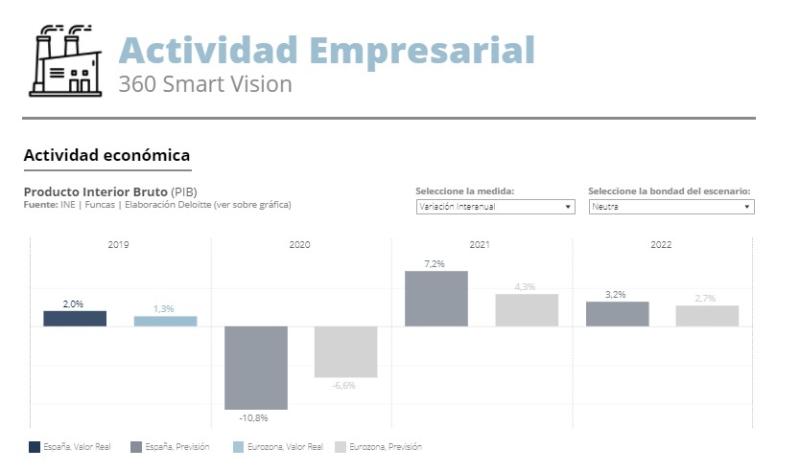 Actividad Empresarial
360 Smart Vision
Actividad económica
Producto Interior Bruto (PIB)
Fuente: INE | Funcas | Elaboración Deloitte (ver sobre gráfica)
Seleccione la medida:
Variación Interanual
Seleccione la bondad del escenario:
Neutra
2019
2020
2021
2022
2,0%
1,3%
-10,8%
-6,6%
7,2%
4,3%
3,2%
2,7%
España, Valor Real
España, Previsión
Eurozona, Valor Real
Eurozona, Previsión